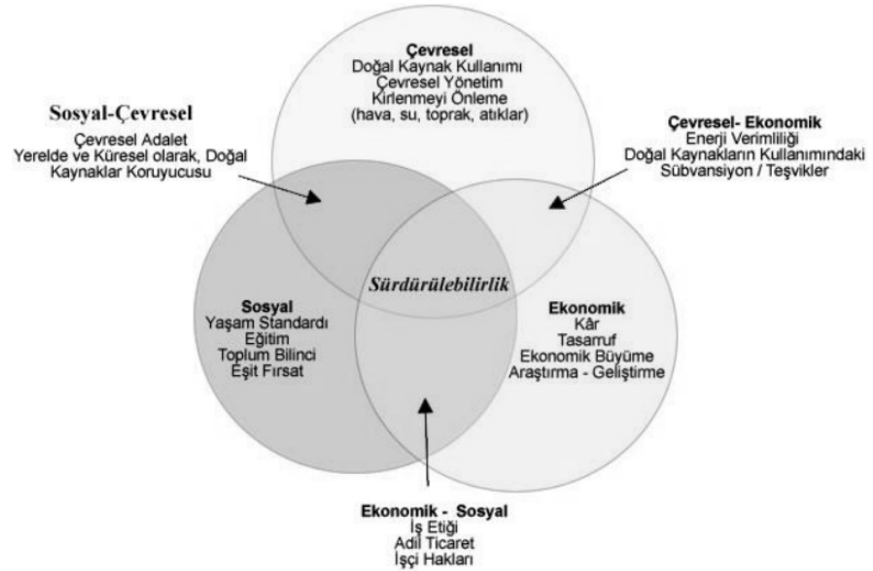 Çevresel
Doğal Kaynak Kullanımı
Çevresel Yönetim
Kirlenmeyi Önleme
(hava, su, toprak, atıklar)
Sosyal-Çevresel
Çevresel Adalet
Yerelde ve Küresel olarak, Doğal
Kaynaklar Koruyucusu
Çevresel- Ekonomik
Enerji Verimliliği
Doğal Kaynakların Kullanımındaki
Sübvansiyon / Teşvikler
Sürdürülebilirlik
Sosyal
Yaşam Standardı
Eğitim
Toplum Bilinci
Eşit Fırsat
Ekonomik
Kâr
Tasarruf
Ekonomik Büyüme
Araştırma - Geliştirme
Ekonomik - Sosyal
İş Etiği
Adil Ticaret
İşçi Hakları